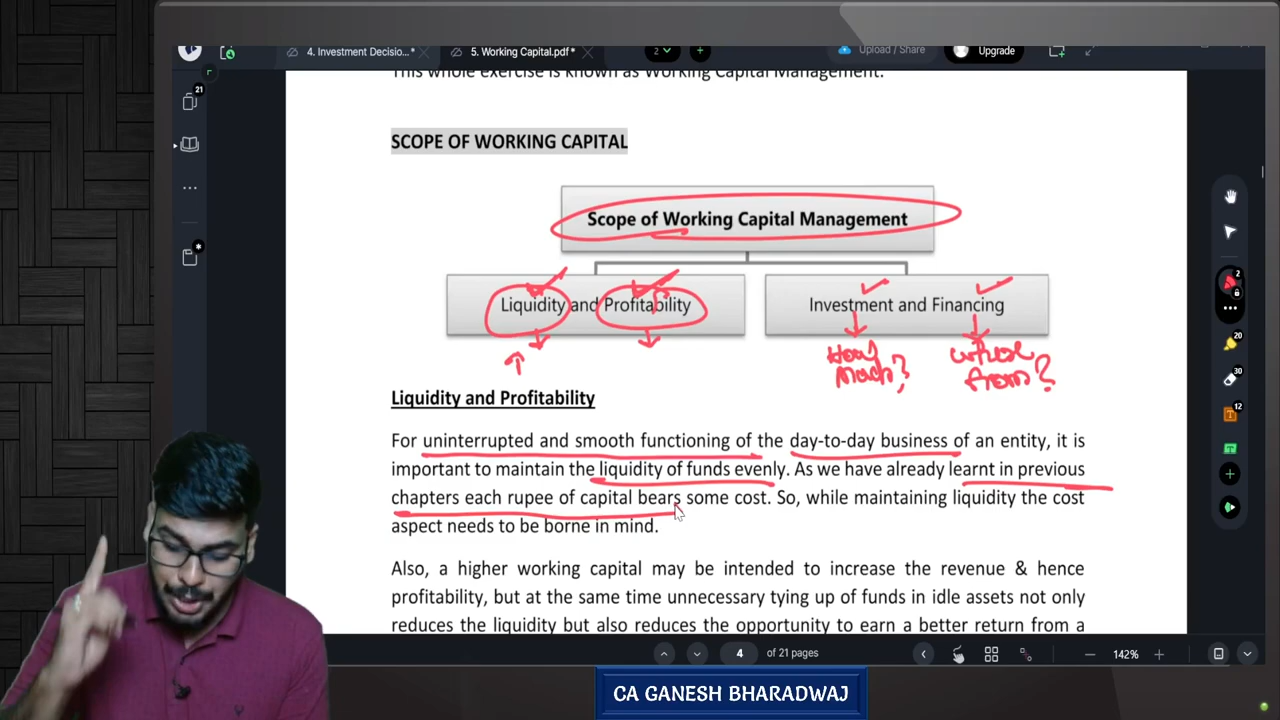 4. Investment Decisio...*
5. Working Capital.pdf*
2
Upload / Share
Upgrade
This whole exercise is known as Working Capital Management.
21
SCOPE OF WORKING CAPITAL
Scope of Working Capital Management
Liquidity and Profitability
Investment and Financing
How Much?
where from?
Liquidity and Profitability
For uninterrupted and smooth functioning of the day-to-day business of an entity, it is
important to maintain the liquidity of funds evenly. As we have already learnt in previous
chapters each rupee of capital bears some cost. So, while maintaining liquidity the cost
aspect needs to be borne in mind.
Also, a higher working capital may be intended to increase the revenue & hence
profitability, but at the same time unnecessary tying up of funds in idle assets not only
reduces the liquidity but also reduces the opportunity to earn a better return from a
2
20
30
12
4 of 21 pages
142%
CA GANESH BHARADWAJ